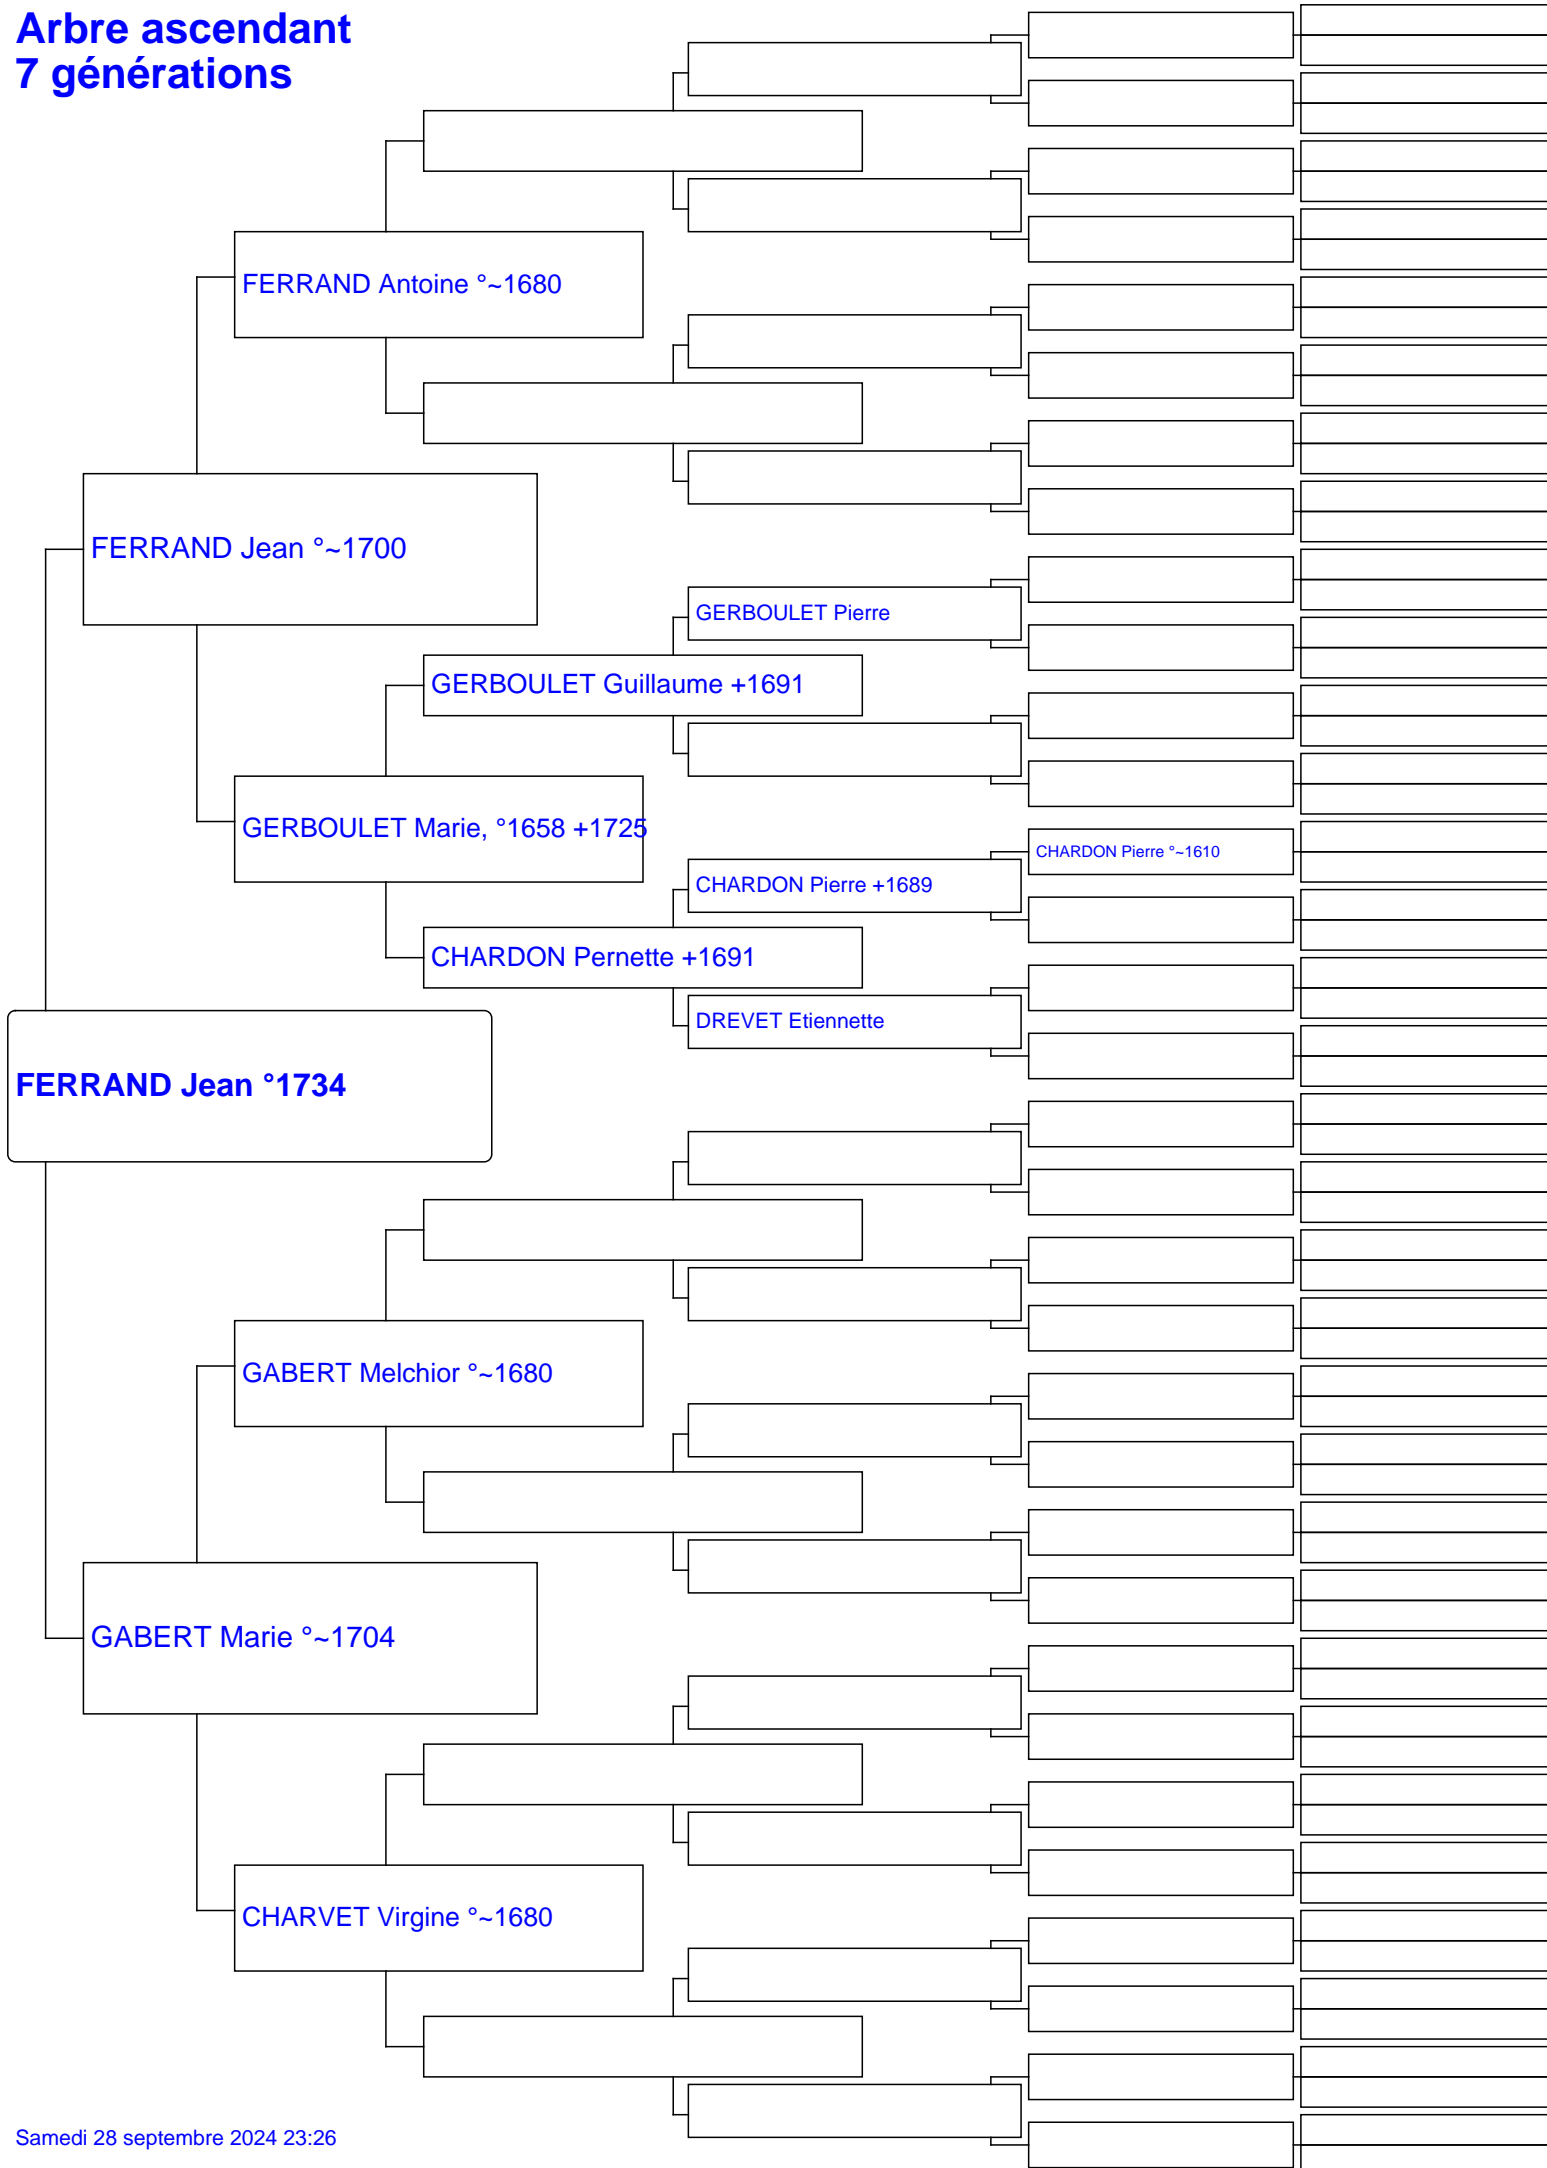 Arbre ascendant
7 générations
FERRAND Antoine °~1680
FERRAND Jean °~1700
GERBOULET Pierre
GERBOULET Guillaume +1691
GERBOULET Marie, °1658 +1725
CHARDON Pierre °~1610
CHARDON Pierre +1689
CHARDON Pernette +1691
DREVET Etiennette
FERRAND Jean °1734
GABERT Melchior °~1680
GABERT Marie °~1704
CHARVET Virgine °~1680
Samedi 28 septembre 2024 23:26